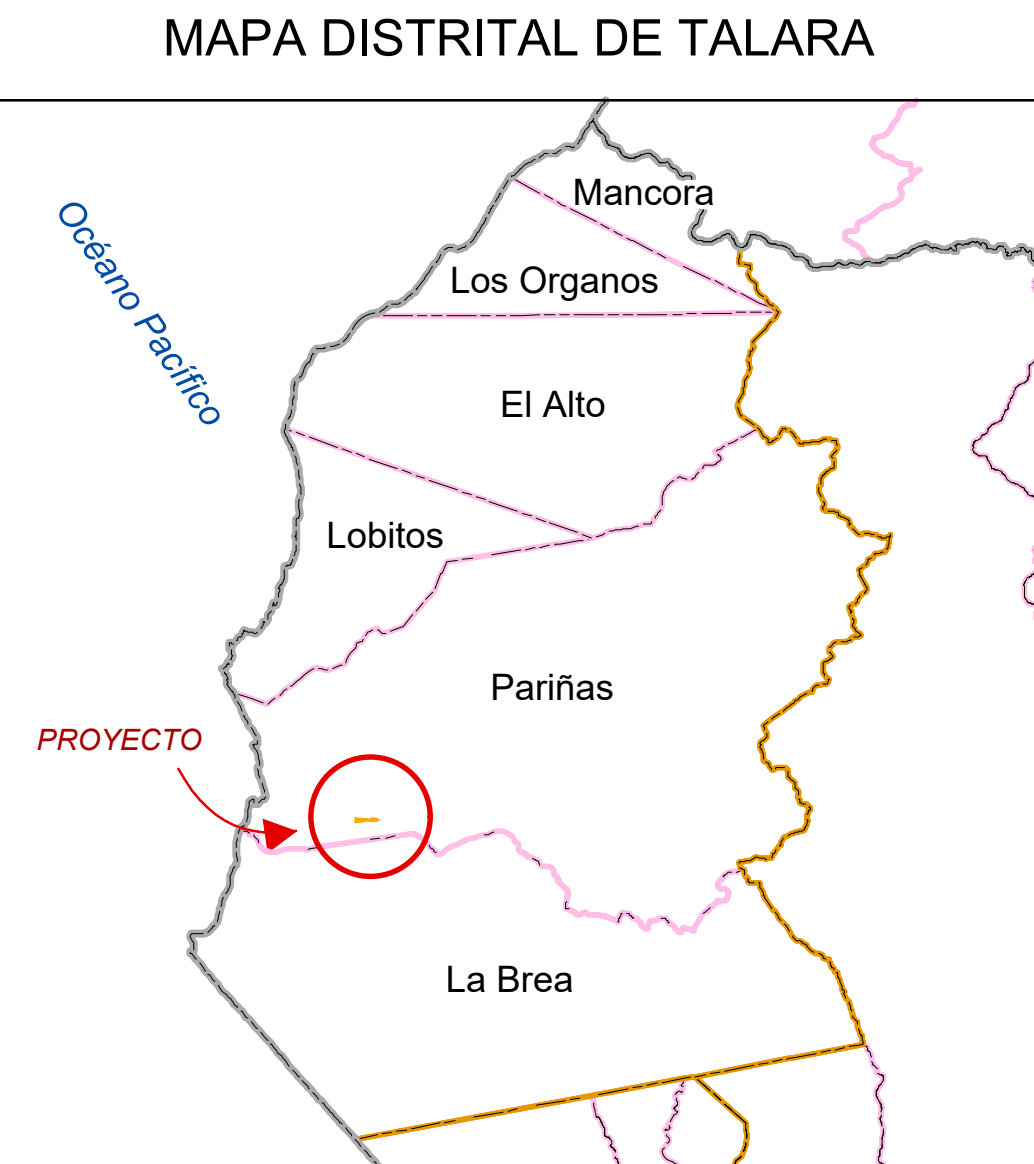 MAPA DISTRITAL DE TALARA
Mancora
Océano Pacífico
Los Organos
El Alto
Lobitos
Pariñas
PROYECTO
La Brea